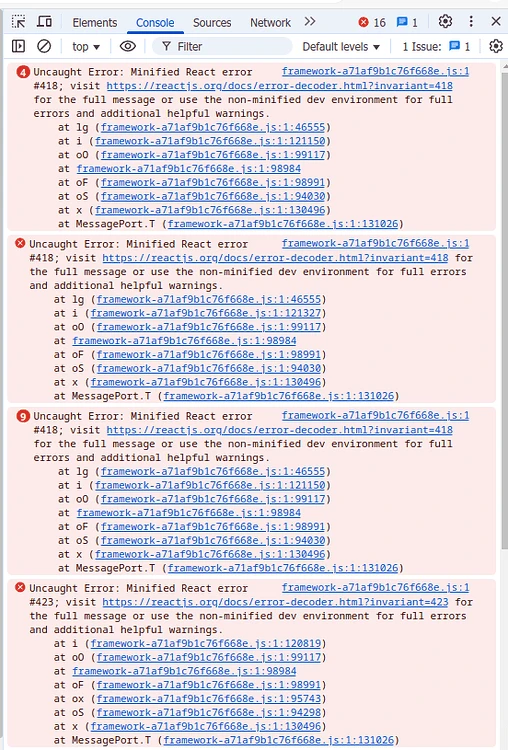 Elements Console Sources Network 16 1
top Filter Default levels 1 Issue: 1
4 Uncaught Error: Minified React error framework-a71af9b1c76f668e.js:1
#418; visit https://reactjs.org/docs/error-decoder.html?invariant=418
for the full message or use the non-minified dev environment for full
errors and additional helpful warnings.
at lg (framework-a71af9b1c76f668e.js:1:46555)
at i (framework-a71af9b1c76f668e.js:1:121150)
at oO (framework-a71af9b1c76f668e.js:1:99117)
at framework-a71af9b1c76f668e.js:1:98984
at oF (framework-a71af9b1c76f668e.js:1:98991)
at oS (framework-a71af9b1c76f668e.js:1:94030)
at x (framework-a71af9b1c76f668e.js:1:130496)
at MessagePort.T (framework-a71af9b1c76f668e.js:1:131026)
Uncaught Error: Minified React error framework-a71af9b1c76f668e.js:1
#418; visit https://reactjs.org/docs/error-decoder.html?invariant=418 for
the full message or use the non-minified dev environment for full errors
and additional helpful warnings.
at lg (framework-a71af9b1c76f668e.js:1:46555)
at i (framework-a71af9b1c76f668e.js:1:121327)
at oO (framework-a71af9b1c76f668e.js:1:99117)
at framework-a71af9b1c76f668e.js:1:98984
at oF (framework-a71af9b1c76f668e.js:1:98991)
at oS (framework-a71af9b1c76f668e.js:1:94030)
at x (framework-a71af9b1c76f668e.js:1:130496)
at MessagePort.T (framework-a71af9b1c76f668e.js:1:131026)
9 Uncaught Error: Minified React error framework-a71af9b1c76f668e.js:1
#418; visit https://reactjs.org/docs/error-decoder.html?invariant=418
for the full message or use the non-minified dev environment for full
errors and additional helpful warnings.
at lg (framework-a71af9b1c76f668e.js:1:46555)
at i (framework-a71af9b1c76f668e.js:1:121150)
at oO (framework-a71af9b1c76f668e.js:1:99117)
at framework-a71af9b1c76f668e.js:1:98984
at oF (framework-a71af9b1c76f668e.js:1:98991)
at oS (framework-a71af9b1c76f668e.js:1:94030)
at x (framework-a71af9b1c76f668e.js:1:130496)
at MessagePort.T (framework-a71af9b1c76f668e.js:1:131026)
Uncaught Error: Minified React error framework-a71af9b1c76f668e.js:1
#423; visit https://reactjs.org/docs/error-decoder.html?invariant=423 for
the full message or use the non-minified dev environment for full errors
and additional helpful warnings.
at i (framework-a71af9b1c76f668e.js:1:120819)
at oO (framework-a71af9b1c76f668e.js:1:99117)
at framework-a71af9b1c76f668e.js:1:98984
at oF (framework-a71af9b1c76f668e.js:1:98991)
at ox (framework-a71af9b1c76f668e.js:1:95743)
at oS (framework-a71af9b1c76f668e.js:1:94298)
at x (framework-a71af9b1c76f668e.js:1:130496)
at MessagePort.T (framework-a71af9b1c76f668e.js:1:131026)